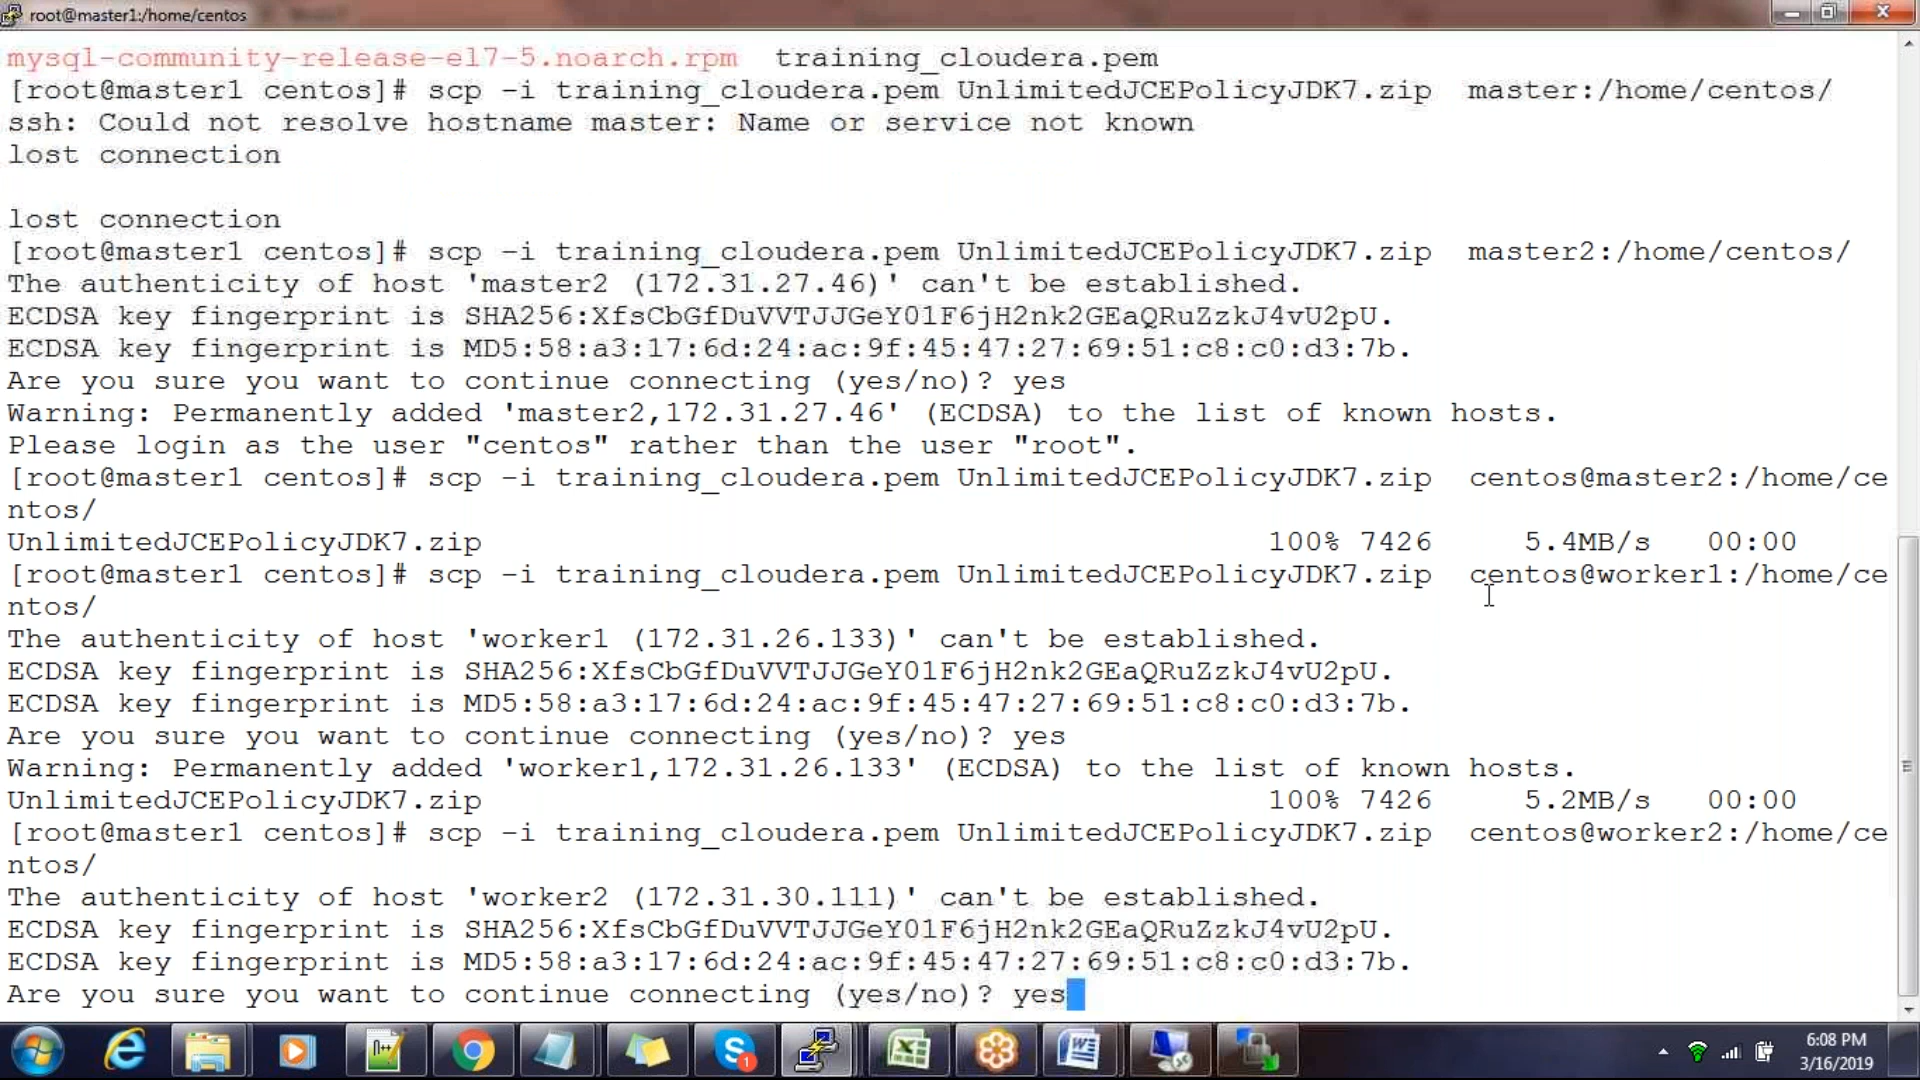 root@master1:/home/centos
mysql-community-release-el7-5.noarch.rpm  training_cloudera.pem
[root@master1 centos]# scp -i training_cloudera.pem UnlimitedJCEPolicyJDK7.zip  master:/home/centos/
ssh: Could not resolve hostname master: Name or service not known
lost connection
lost connection
[root@master1 centos]# scp -i training_cloudera.pem UnlimitedJCEPolicyJDK7.zip  master2:/home/centos/
The authenticity of host 'master2 (172.31.27.46)' can't be established.
ECDSA key fingerprint is SHA256:XfsCbGfDuVVTJJGeY01F6jH2nk2GEaQRuZzkJ4vU2pU.
ECDSA key fingerprint is MD5:58:a3:17:6d:24:ac:9f:45:47:27:69:51:c8:c0:d3:7b.
Are you sure you want to continue connecting (yes/no)? yes
Warning: Permanently added 'master2,172.31.27.46' (ECDSA) to the list of known hosts.
Please login as the user "centos" rather than the user "root".
[root@master1 centos]# scp -i training_cloudera.pem UnlimitedJCEPolicyJDK7.zip  centos@master2:/home/ce
ntos/
UnlimitedJCEPolicyJDK7.zip 100% 7426 5.4MB/s 00:00
[root@master1 centos]# scp -i training_cloudera.pem UnlimitedJCEPolicyJDK7.zip  centos@worker1:/home/ce
ntos/
The authenticity of host 'worker1 (172.31.26.133)' can't be established.
ECDSA key fingerprint is SHA256:XfsCbGfDuVVTJJGeY01F6jH2nk2GEaQRuZzkJ4vU2pU.
ECDSA key fingerprint is MD5:58:a3:17:6d:24:ac:9f:45:47:27:69:51:c8:c0:d3:7b.
Are you sure you want to continue connecting (yes/no)? yes
Warning: Permanently added 'worker1,172.31.26.133' (ECDSA) to the list of known hosts.
UnlimitedJCEPolicyJDK7.zip 100% 7426 5.2MB/s 00:00
[root@master1 centos]# scp -i training_cloudera.pem UnlimitedJCEPolicyJDK7.zip  centos@worker2:/home/ce
ntos/
The authenticity of host 'worker2 (172.31.30.111)' can't be established.
ECDSA key fingerprint is SHA256:XfsCbGfDuVVTJJGeY01F6jH2nk2GEaQRuZzkJ4vU2pU.
ECDSA key fingerprint is MD5:58:a3:17:6d:24:ac:9f:45:47:27:69:51:c8:c0:d3:7b.
Are you sure you want to continue connecting (yes/no)? yes
6:08 PM
3/16/2019